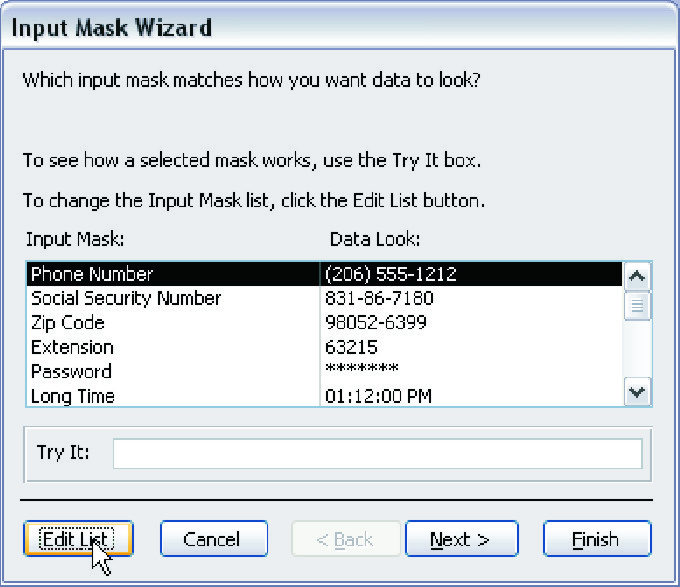 Input Mask Wizard
Which input mask matches how you want data to look?
To see how a selected mask works, use the Try It box.
To change the Input Mask list, click the Edit List button.
Input Mask: Data Look:
Phone Number (206) 555-1212
Social Security Number 831-86-7180
Zip Code 98052-6399
Extension 63215
Password *******
Long Time 01:12:00 PM
Try It:
Edit List Cancel < Back Next > Finish